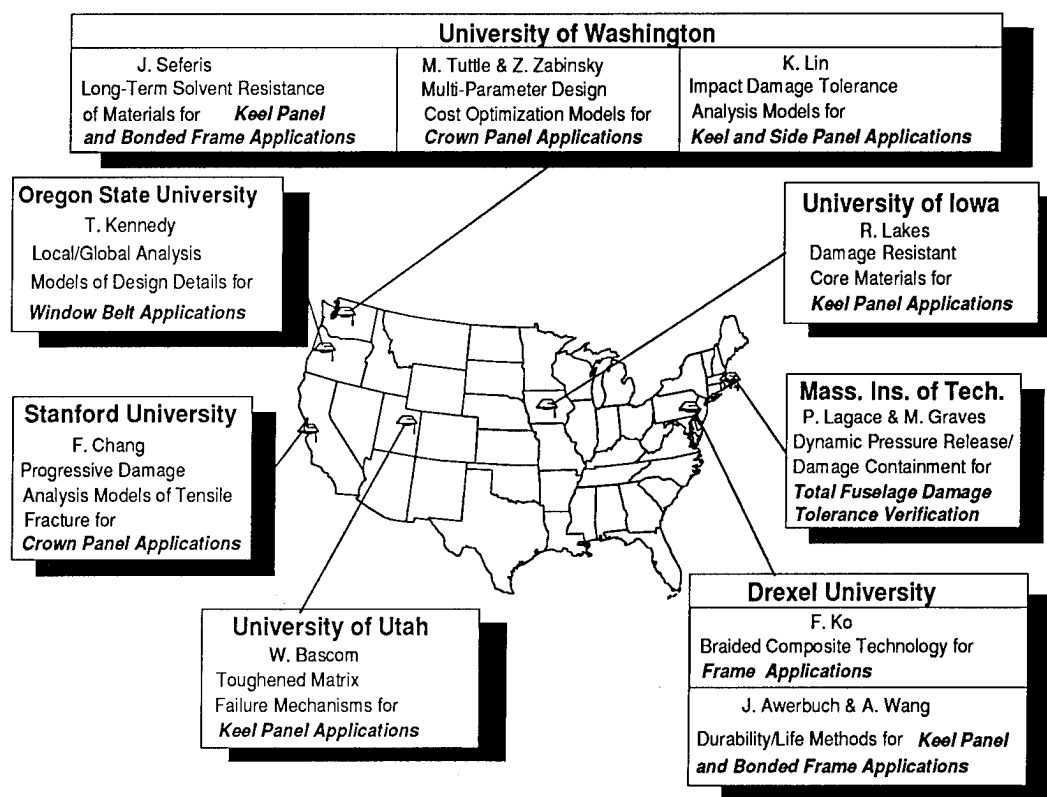 University of Washington
J. Seferis
Long-Term Solvent Resistance
of Materials for Keel Panel
and Bonded Frame Applications
M. Tuttle & Z. Zabinsky
Multi-Parameter Design
Cost Optimization Models for
Crown Panel Applications
K. Lin
Impact Damage Tolerance
Analysis Models for
Keel and Side Panel Applications
Oregon State University
T. Kennedy
Local/Global Analysis
Models of Design Details for
Window Belt Applications
University of Iowa
R. Lakes
Damage Resistant
Core Materials for
Keel Panel Applications
Stanford University
F. Chang
Progressive Damage
Analysis Models of Tensile
Fracture for
Crown Panel Applications
Mass. Ins. of Tech.
P. Lagace & M. Graves
Dynamic Pressure Release/
Damage Containment for
Total Fuselage Damage
Tolerance Verification
University of Utah
W. Bascom
Toughened Matrix
Failure Mechanisms for
Keel Panel Applications
Drexel University
F. Ko
Braided Composite Technology for
Frame Applications
J. Awerbuch & A. Wang
Durability/Life Methods for Keel Panel
and Bonded Frame Applications